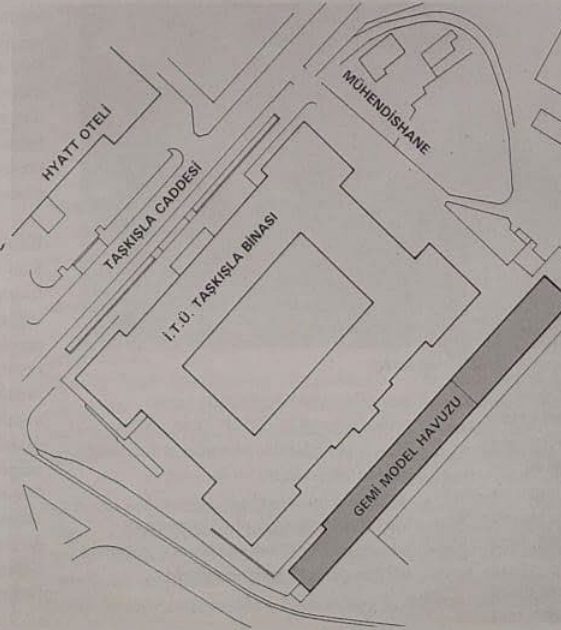 HYATT OTELİ
TAŞKIŞLA CADDESİ
MÜHENDİSHANE
İ.T.Ü. TAŞKIŞLA BİNASI
GEMİ MODEL HAVUZU